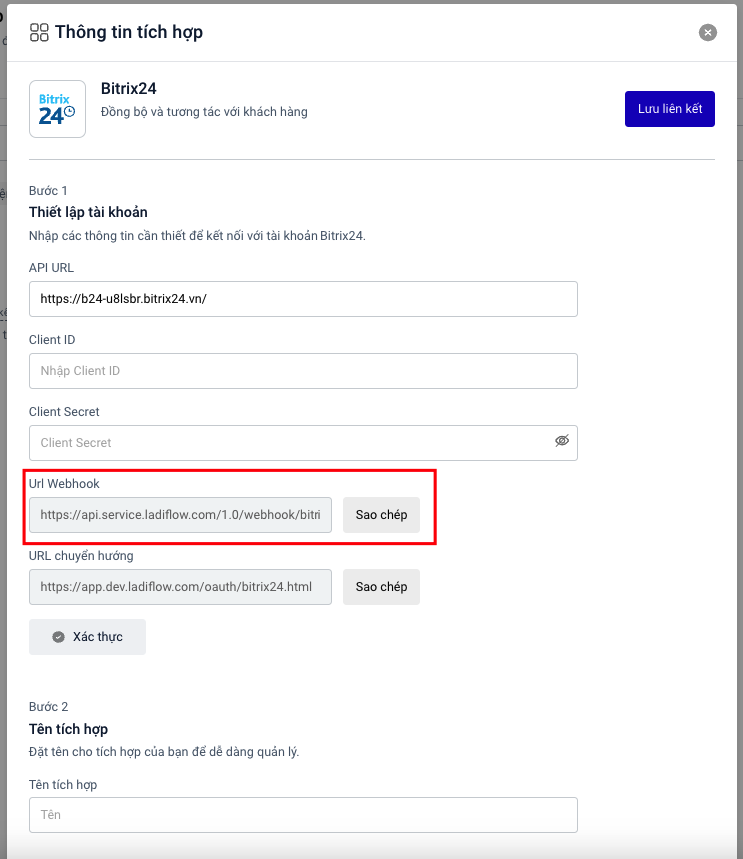 Thông tin tích hợp
Bitrix24
Bitrix
24
Đồng bộ và tương tác với khách hàng
Lưu liên kết
Bước 1
Thiết lập tài khoản
Nhập các thông tin cần thiết để kết nối với tài khoản Bitrix24.
API URL
https://b24-u8lsbr.bitrix24.vn/
Client ID
Nhập Client ID
Client Secret
Client Secret
Url Webhook
https://api.service.ladiflow.com/1.0/webhook/bitri
Sao chép
URL chuyển hướng
https://app.dev.ladiflow.com/oauth/bitrix24.html
Sao chép
Xác thực
Bước 2
Tên tích hợp
Đặt tên cho tích hợp của bạn để dễ dàng quản lý.
Tên tích hợp
Tên